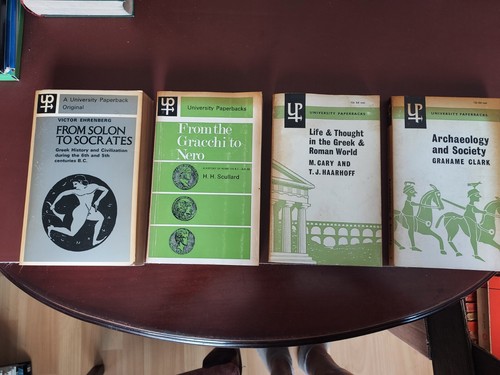 UP
A University Paperback
Original
VICTOR EHRENBERG
FROM SOLON
TO SOCRATES
Greek History and Civilization
during the 6th and 5th
centuries B.C.
UP
University Paperbacks
From the
Gracchi to
Nero
H. H. Scullard
UP
UNIVERSITY PAPERBACKS
Life & Thought
in the Greek &
Roman World
M. CARY AND
T. J. HAARHOFF
UP
UNIVERSITY PAPERBACKS
Archaeology
and Society
GRAHAME CLARK